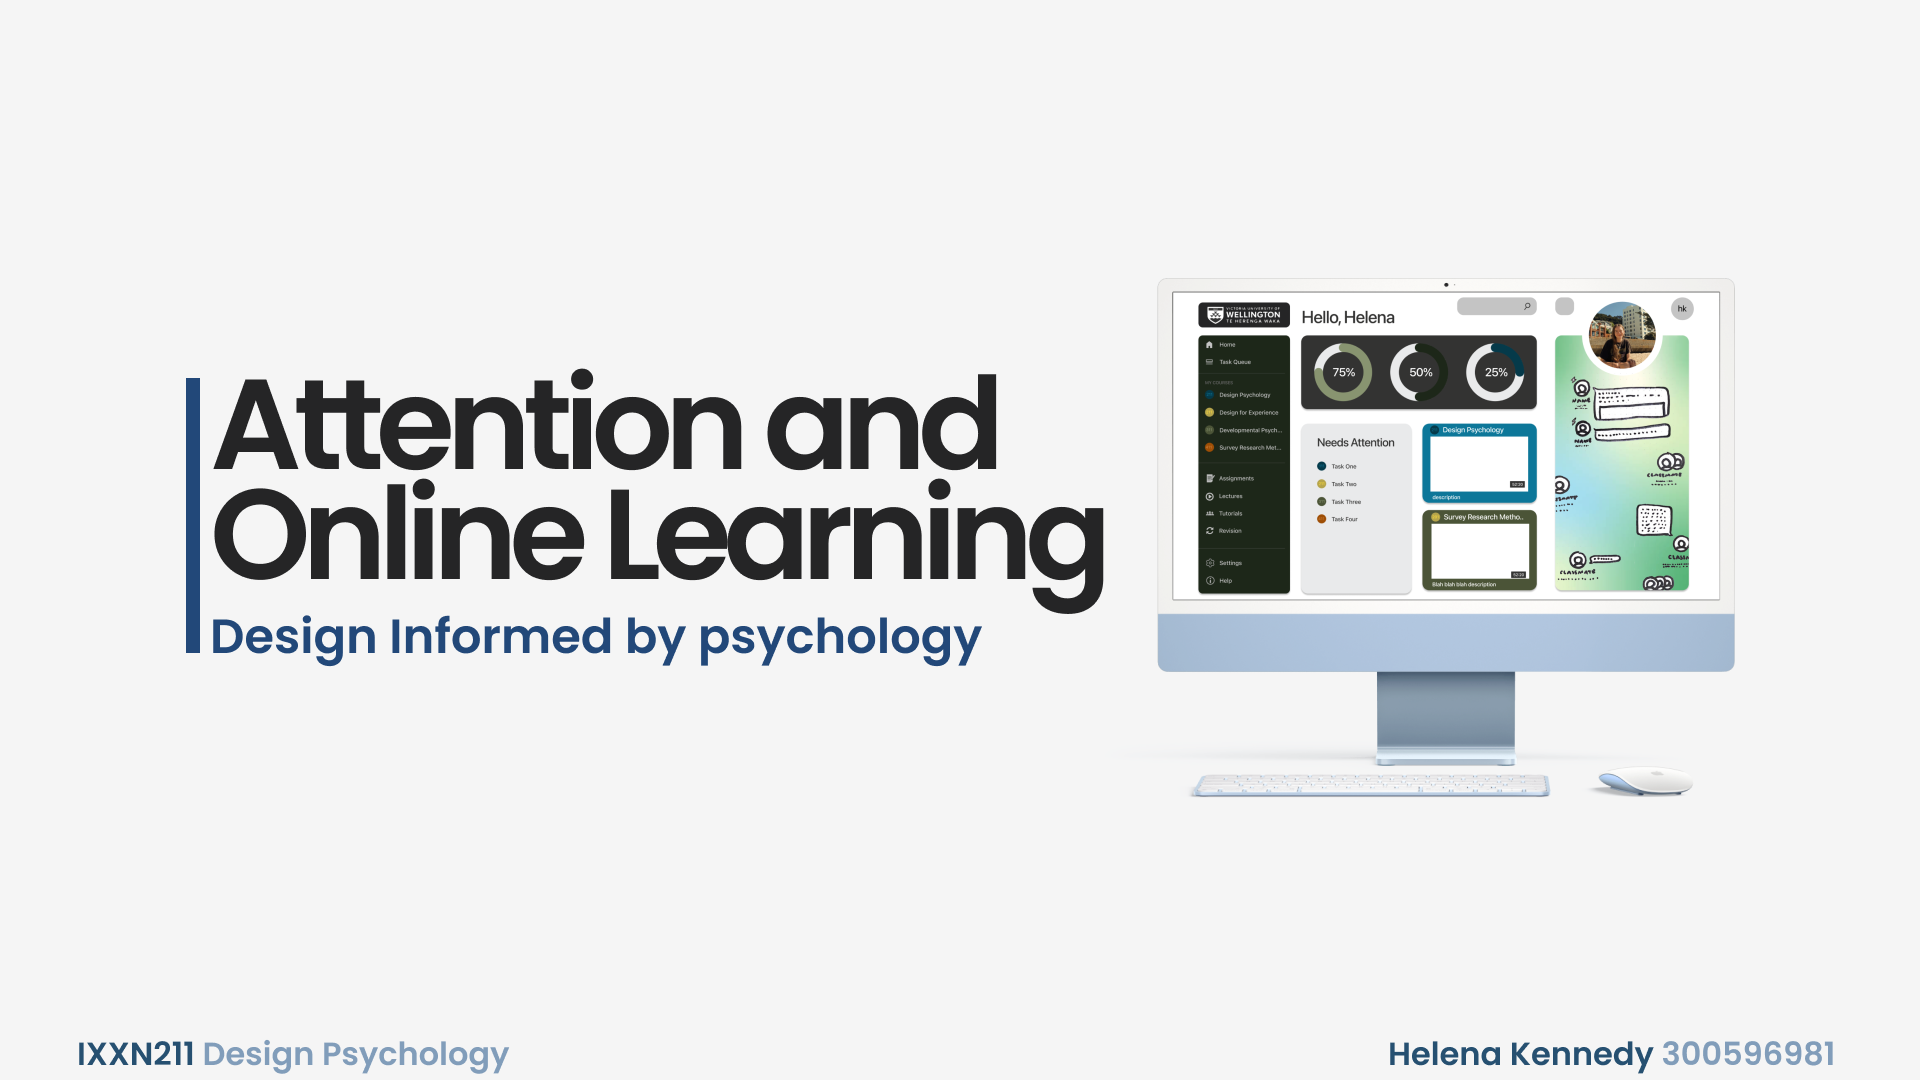 Attention and
Online Learning
Design Informed by psychology
VICTORIA UNIVERSITY OF
WELLINGTON
TE HERENGA WAKA
Home
Task Queue
MY COURSES
Design Psychology
Design for Experience
Developmental Psych...
Survey Research Met...
Assignments
Lectures
Tutorials
Revision
Settings
Help
Hello, Helena
hk
75%
50%
25%
Needs Attention
Task One
Task Two
Task Three
Task Four
Design Psychology
description
Survey Research Metho..
Blah blah blah description
NAME
NAME
CLASSMATE
CLASSMATE
IXXN211 Design Psychology
Helena Kennedy 300596981